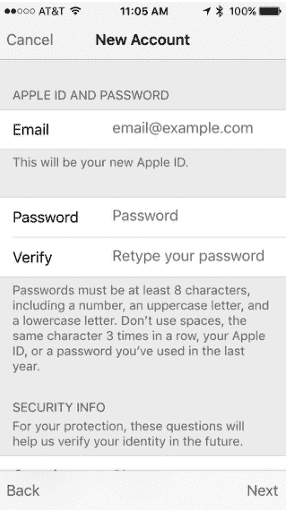 AT&T 11:05 AM 100%
Cancel New Account
APPLE ID AND PASSWORD
Email email@example.com
This will be your new Apple ID.
Password Password
Verify Retype your password
Passwords must be at least 8 characters,
including a number, an uppercase letter, and
a lowercase letter. Don't use spaces, the
same character 3 times in a row, your Apple
ID, or a password you've used in the last
year.
SECURITY INFO
For your protection, these questions will
help us verify your identity in the future.
Back Next